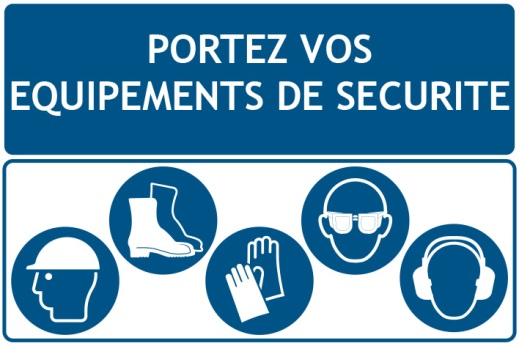 PORTEZ VOS
EQUIPEMENTS DE SECURITE